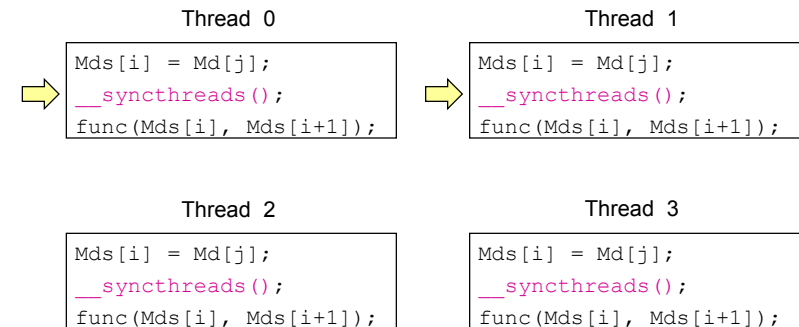 Thread 0
Thread 1
Mds[i] = Md[j];
__syncthreads();
func(Mds[i], Mds[i+1]);
Mds[i] = Md[j];
__syncthreads();
func(Mds[i], Mds[i+1]);
Thread 2
Thread 3
Mds[i] = Md[j];
__syncthreads();
func(Mds[i], Mds[i+1]);
Mds[i] = Md[j];
__syncthreads();
func(Mds[i], Mds[i+1]);